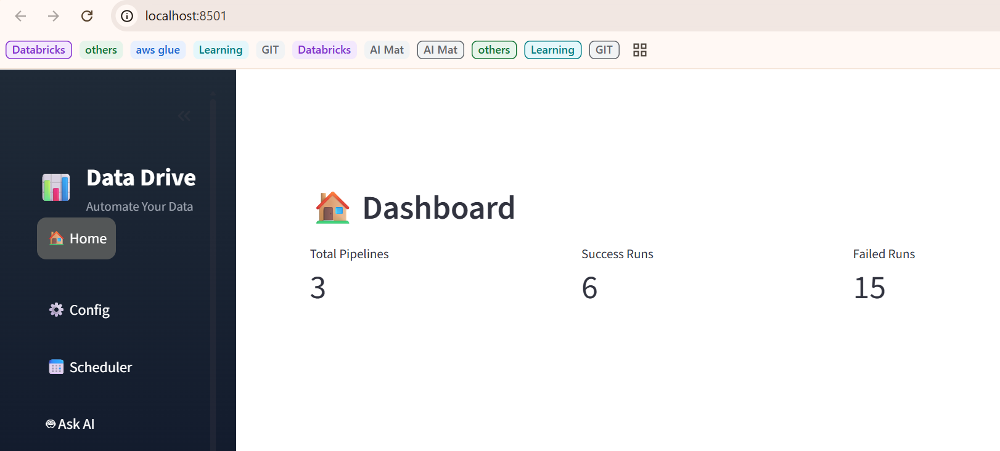 localhost:8501
Databricks others aws glue Learning GIT Databricks AI Mat AI Mat others Learning GIT
Data Drive
Automate Your Data
Home
Config
Scheduler
Ask AI
Dashboard
Total Pipelines Success Runs Failed Runs
3 6 15